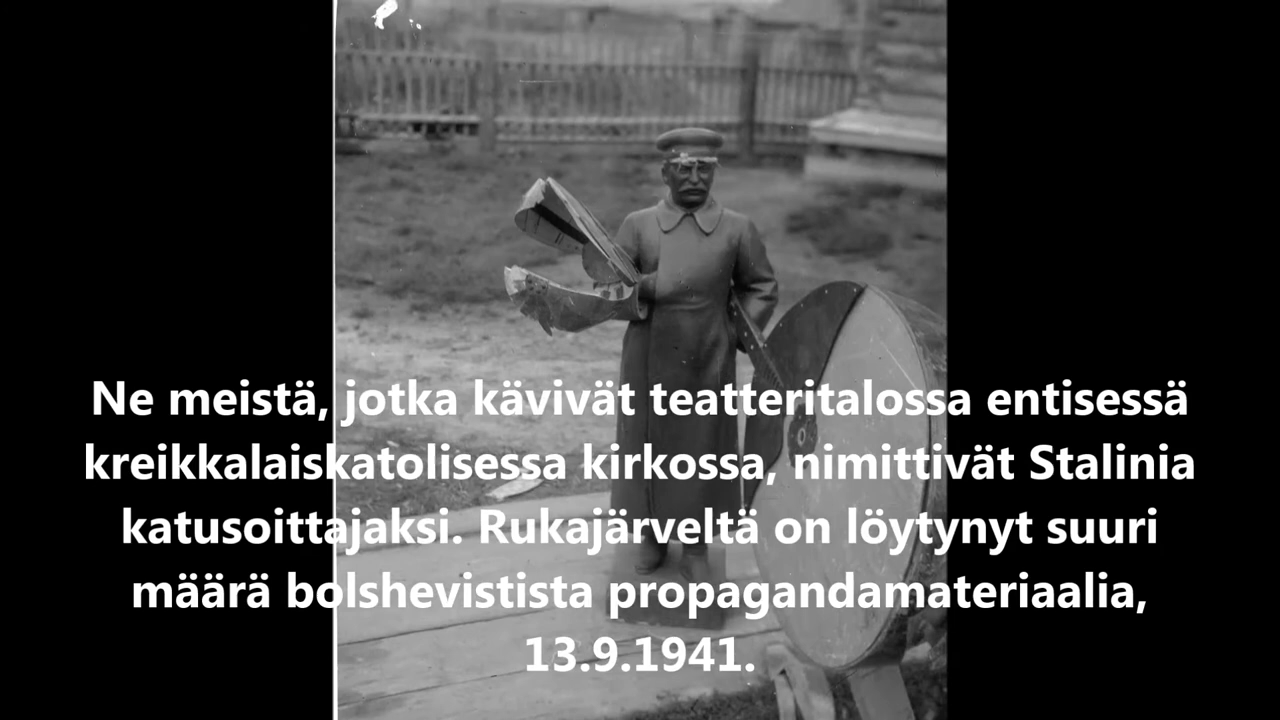 Ne meistä, jotka kävivät teatteritalossa entisessä
kreikkalaiskatolisessa kirkossa, nimittivät Stalinia
katusoittajaksi. Rukajärveltä on löytynyt suuri
määrä bolshevistista propagandamateriaalia,
13.9.1941.